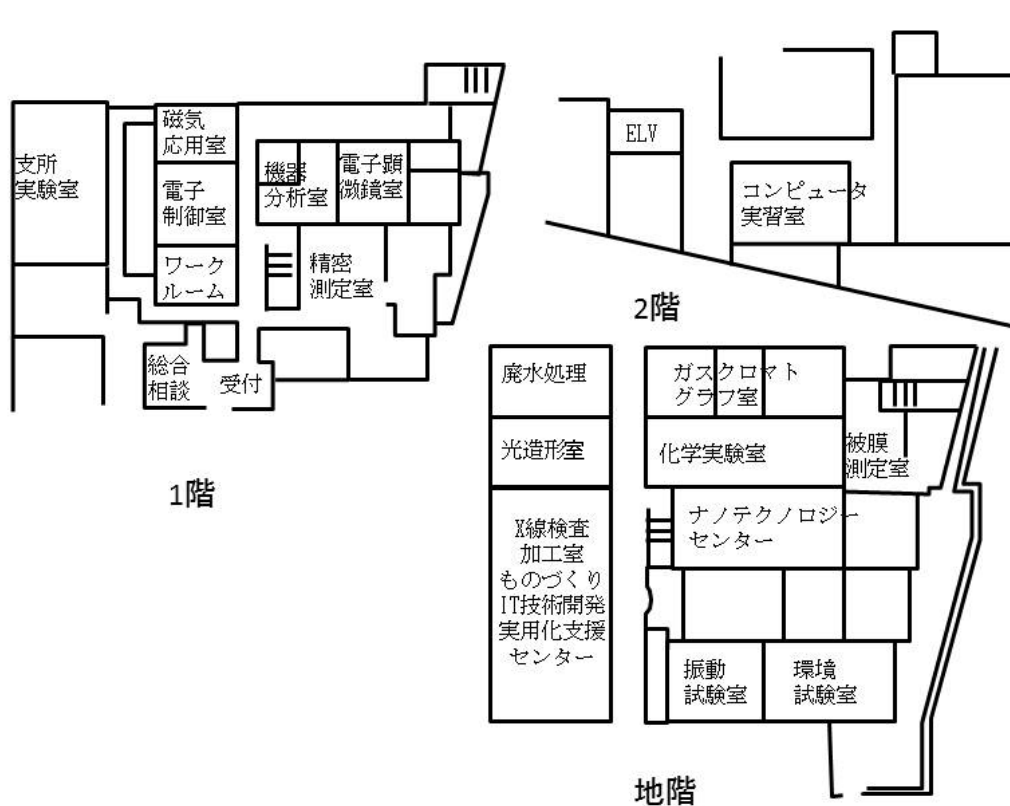 支所
実験室
磁気
応用室
電子
制御室
ワーク
ルーム
機器
分析室
電子顕
微鏡室
精密
測定室
総合
相談
受付
1階
ELV
コンピュータ
実習室
2階
廃水処理
光造形室
X線検査
加工室
ものづくり
IT技術開発
実用化支援
センター
ガスクロマト
グラフ室
化学実験室
被膜
測定室
ナノテクノロジー
センター
振動
試験室
環境
試験室
地階